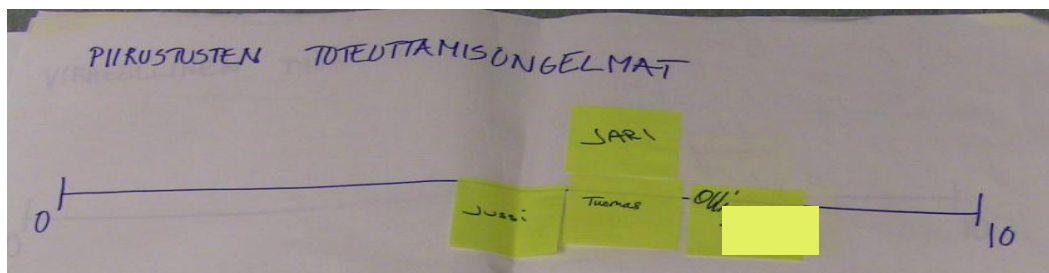 PIIRUSTUSTEN TOTEUTTAMISONGELMAT
JARI
Jussi
Tuomas
Olli
0
10